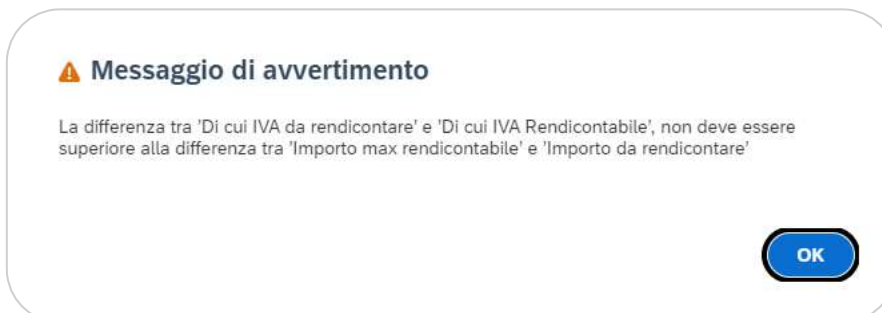 Messaggio di avvertimento
La differenza tra 'Di cui IVA da rendicontare' e 'Di cui IVA Rendicontabile', non deve essere
superiore alla differenza tra 'Importo max rendicontabile' e 'Importo da rendicontare'
OK